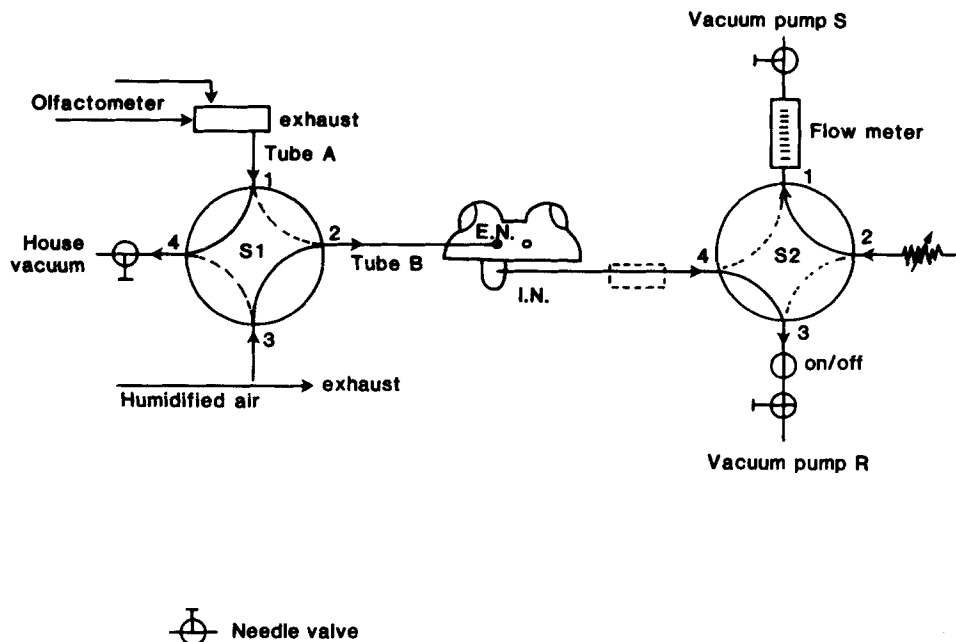 Vacuum pump S
Olfactometer
exhaust
Flow meter
Tube A
1
1
House
vacuum
4
S1
2
Tube B
E.N.
I.N.
4
S2
2
3
3
exhaust
Humidified air
on/off
Vacuum pump R
Needle valve